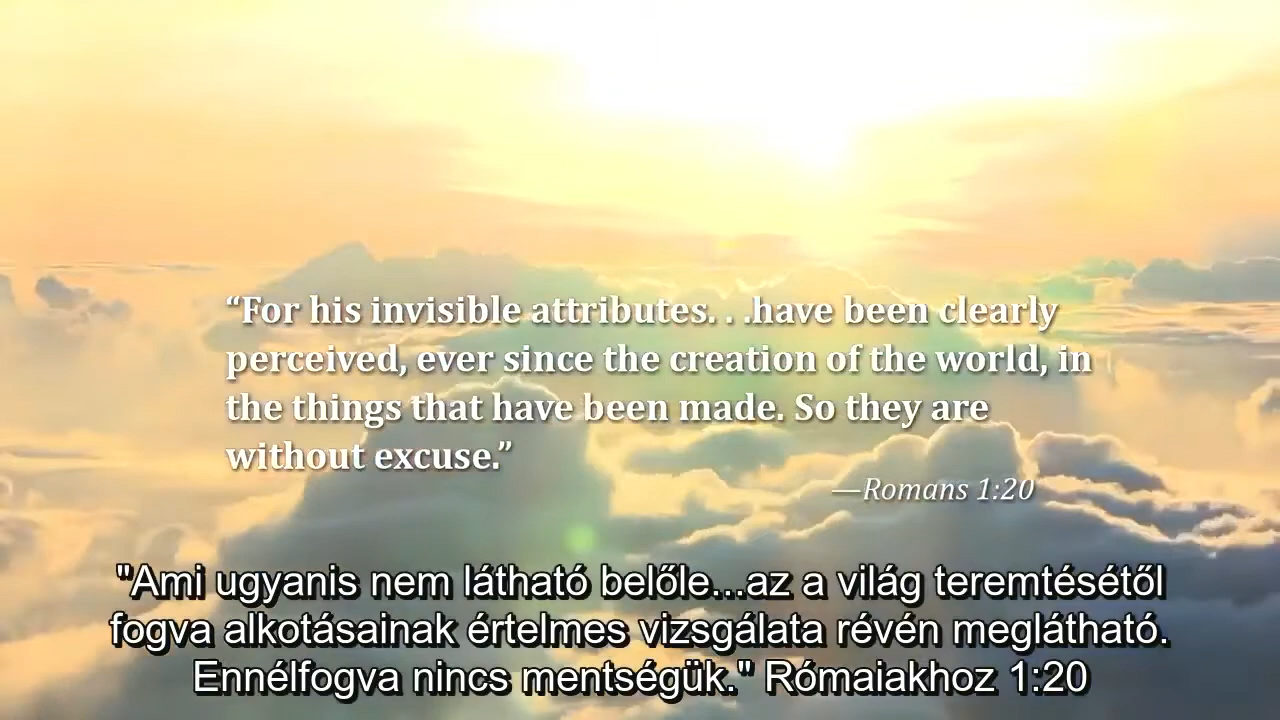 “For his invisible attributes. . .have been clearly
perceived, ever since the creation of the world, in
the things that have been made. So they are
without excuse.”
—Romans 1:20
"Ami ugyanis nem látható belőle...az a világ teremtésétől
fogva alkotásainak értelmes vizsgálata révén meglátható.
Ennélfogva nincs mentségük." Rómaiakhoz 1:20